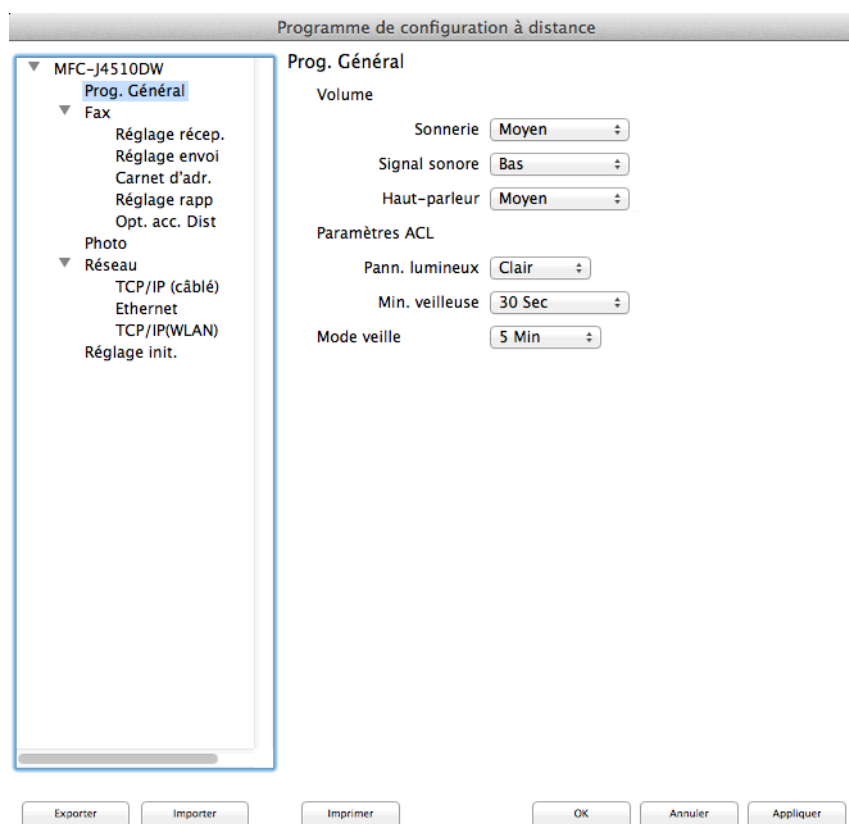 Programme de configuration à distance
MFC-J4510DW
Prog. Général
Fax
Réglage récep.
Réglage envoi
Carnet d'adr.
Réglage rapp
Opt. acc. Dist
Photo
Réseau
TCP/IP (câblé)
Ethernet
TCP/IP(WLAN)
Réglage init.
Prog. Général
Volume
Sonnerie Moyen
Signal sonore Bas
Haut-parleur Moyen
Paramètres ACL
Pann. lumineux Clair
Min. veilleuse 30 Sec
Mode veille 5 Min
Exporter Importer Imprimer OK Annuler Appliquer